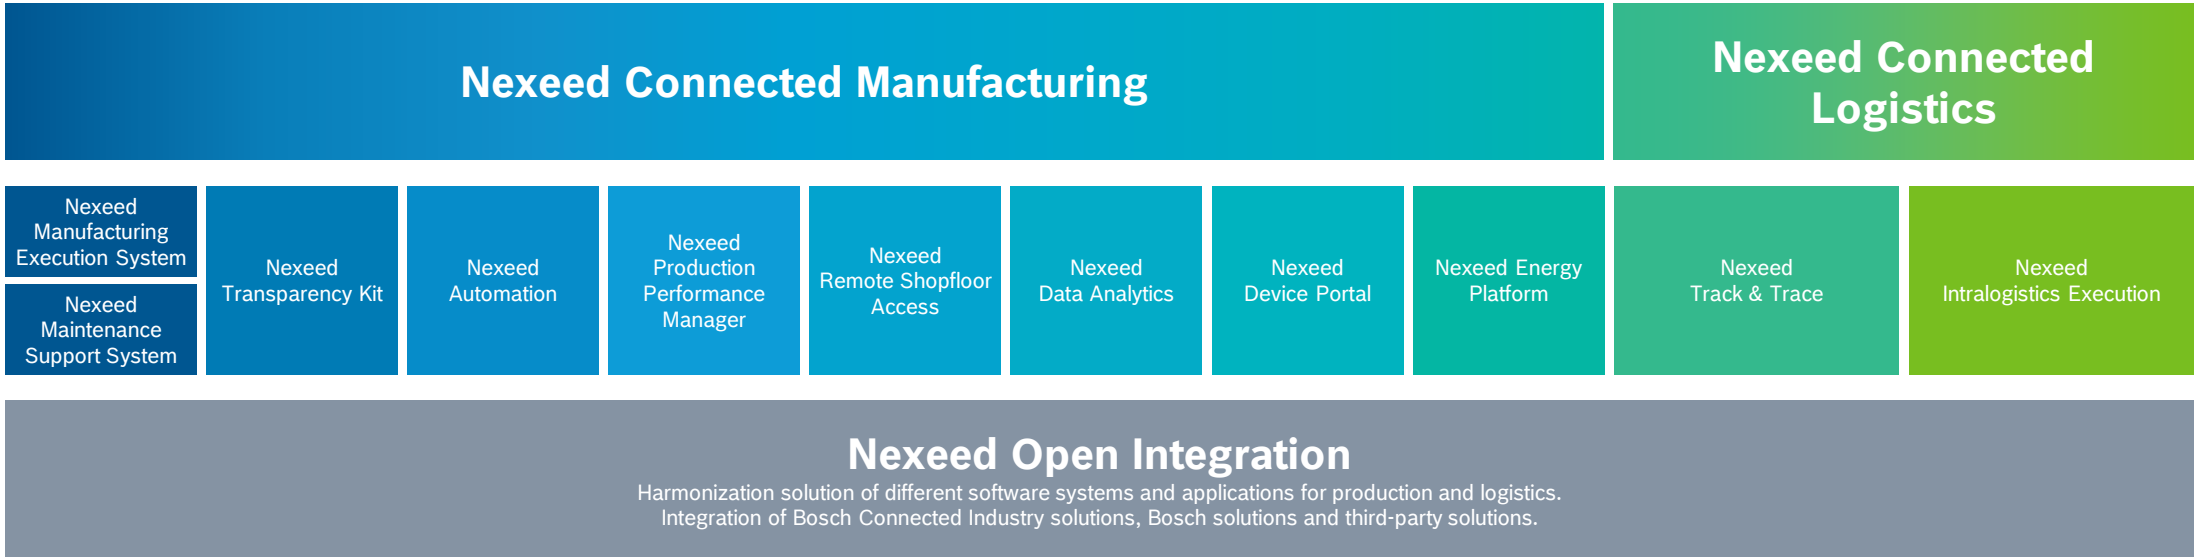 Nexeed Connected Manufacturing
Nexeed Connected
Logistics
Nexeed
Manufacturing
Execution System
Nexeed
Maintenance
Support System
Nexeed
Transparency Kit
Nexeed
Automation
Nexeed
Production
Performance
Manager
Nexeed
Remote Shopfloor
Access
Nexeed
Data Analytics
Nexeed
Device Portal
Nexeed Energy
Platform
Nexeed
Track & Trace
Nexeed
Intralogistics Execution
Nexeed Open Integration
Harmonization solution of different software systems and applications for production and logistics.
Integration of Bosch Connected Industry solutions, Bosch solutions and third-party solutions.